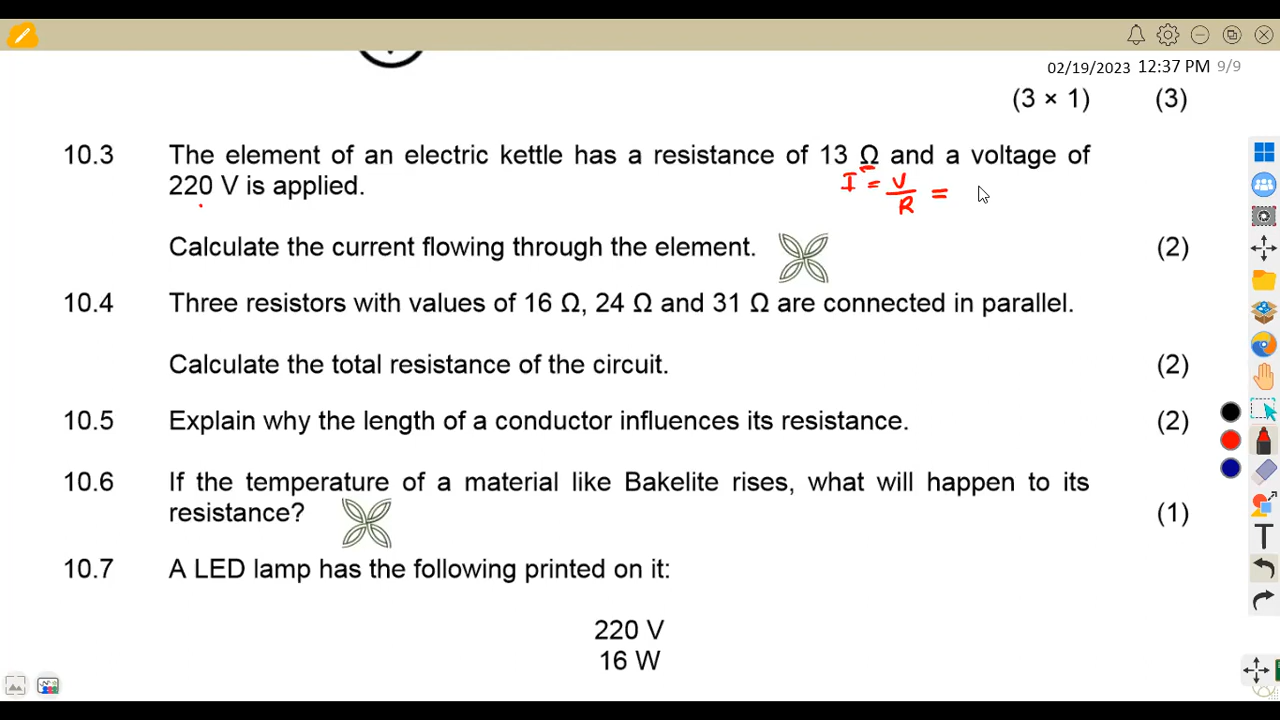 02/19/2023 12:37 PM 9/9
(3 × 1) (3)
10.3 The element of an electric kettle has a resistance of 13 Ω and a voltage of
220 V is applied.
I = V/R =
Calculate the current flowing through the element. (2)
10.4 Three resistors with values of 16 Ω, 24 Ω and 31 Ω are connected in parallel.
Calculate the total resistance of the circuit. (2)
10.5 Explain why the length of a conductor influences its resistance. (2)
10.6 If the temperature of a material like Bakelite rises, what will happen to its
resistance? (1)
10.7 A LED lamp has the following printed on it:
220 V
16 W
T